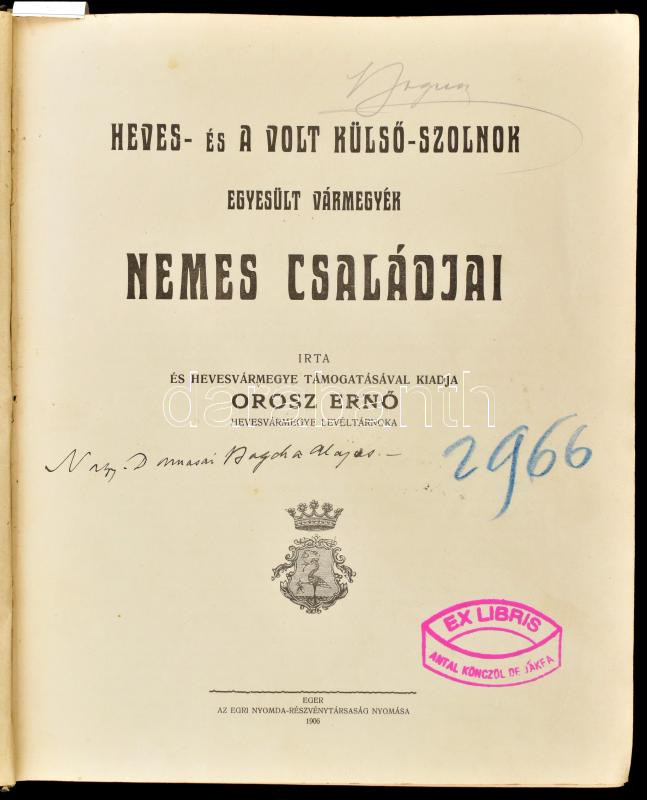 HEVES- ÉS A VOLT KÜLSŐ-SZOLNOK
EGYESÜLT VÁRMEGYÉK
NEMES CSALÁDJAI
IRTA
ÉS HEVESVÁRMEGYE TÁMOGATÁSÁVAL KIADJA
OROSZ ERNŐ
HEVESVÁRMEGYE LEVÉLTÁRNOKA
darabanth
2966
EX LIBRIS
ANTAL KÖNCZÖL DE JÁKFA
EGER
AZ EGRI NYOMDA-RÉSZVÉNYTÁRSASÁG NYOMÁSA
1906